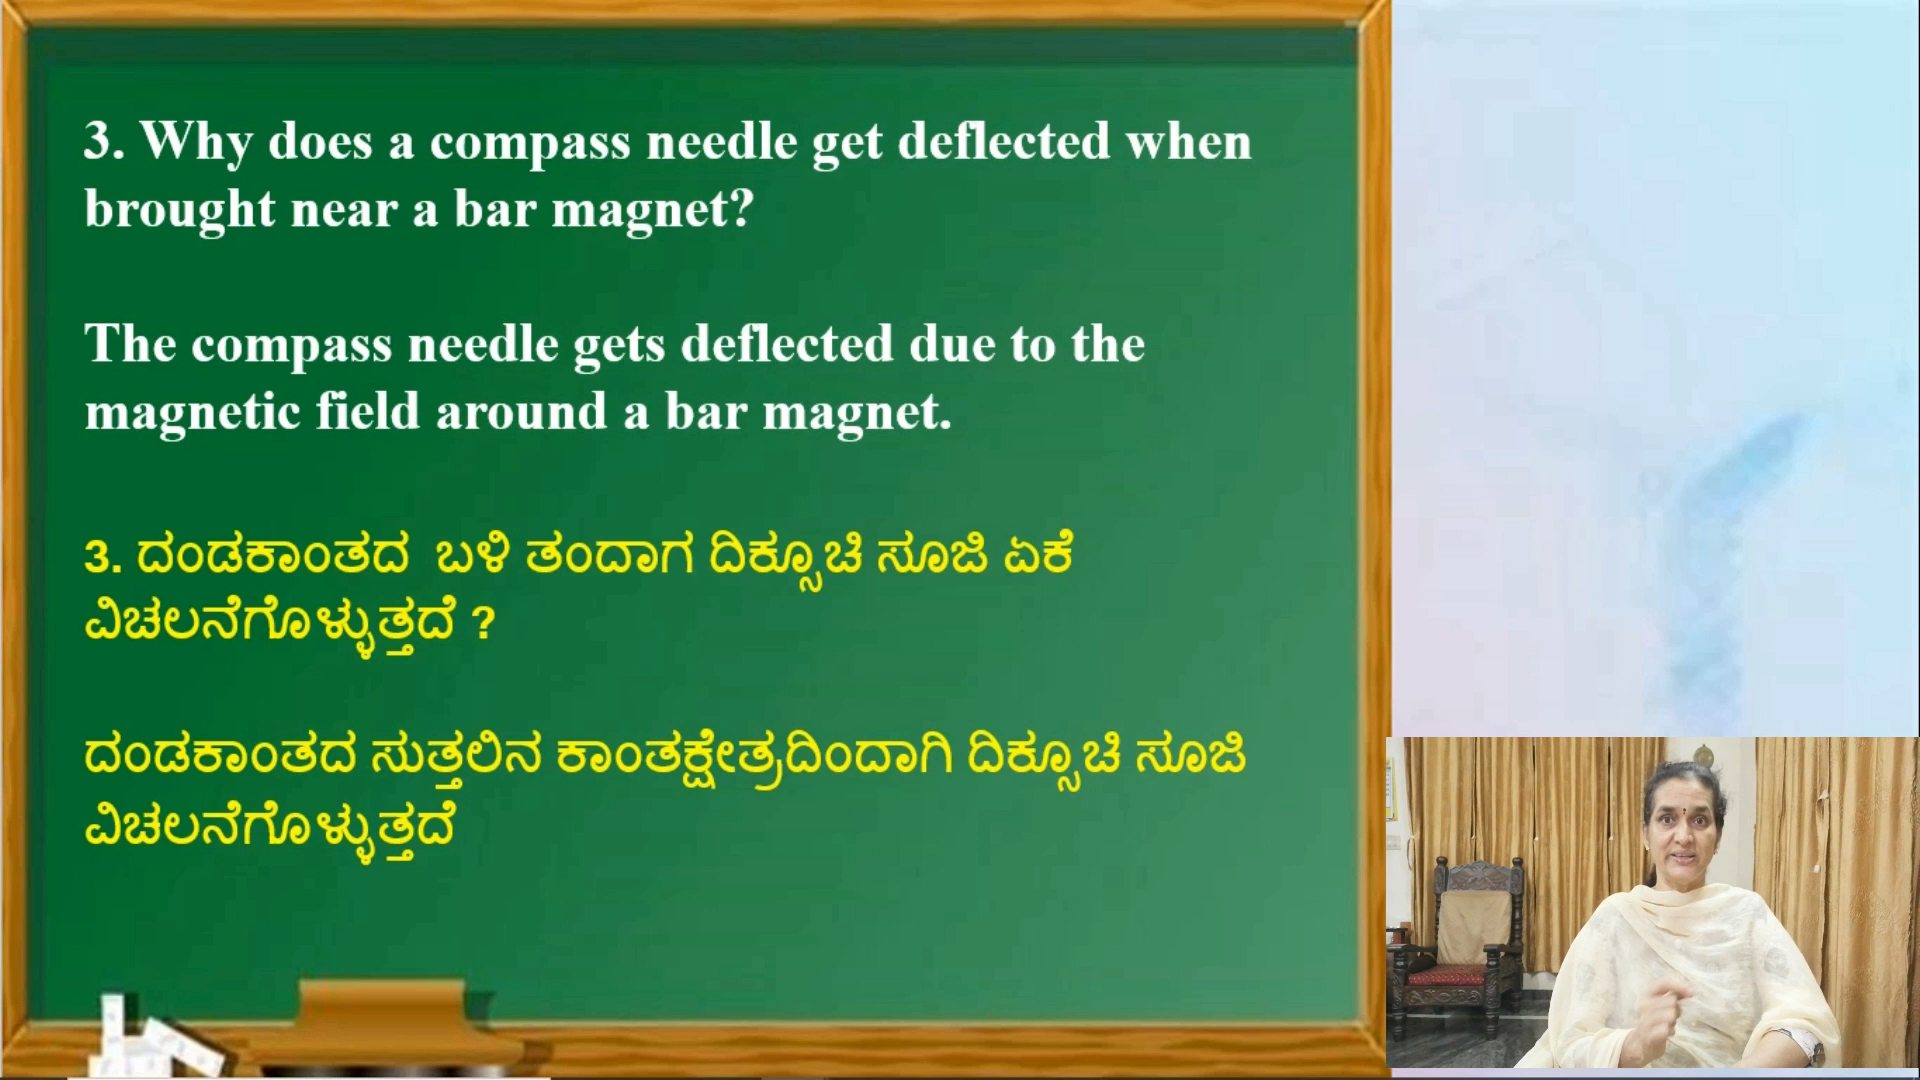 3. Why does a compass needle get deflected when
brought near a bar magnet?
The compass needle gets deflected due to the
magnetic field around a bar magnet.
3. ದಂಡಕಾಂತದ ಬಳಿ ತಂದಾಗ ದಿಕ್ಸೂಚಿ ಸೂಜಿ ಏಕೆ
ವಿಚಲನೆಗೊಳ್ಳುತ್ತದೆ ?
ದಂಡಕಾಂತದ ಸುತ್ತಲಿನ ಕಾಂತಕ್ಷೇತ್ರದಿಂದಾಗಿ ದಿಕ್ಸೂಚಿ ಸೂಜಿ
ವಿಚಲನೆಗೊಳ್ಳುತ್ತದೆ